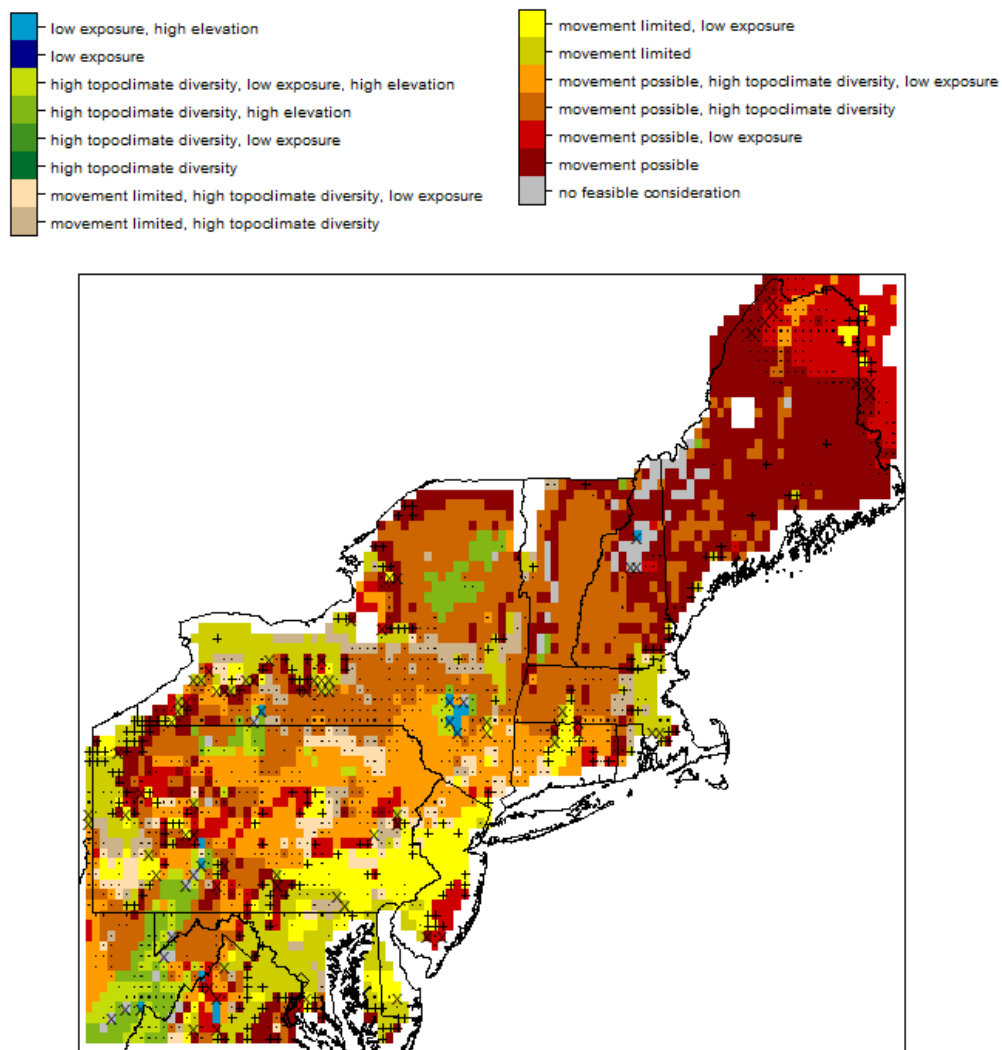 low exposure, high elevation
low exposure
high topoclimate diversity, low exposure, high elevation
high topoclimate diversity, high elevation
high topoclimate diversity, low exposure
high topoclimate diversity
movement limited, high topoclimate diversity, low exposure
movement limited, high topoclimate diversity
movement limited, low exposure
movement limited
movement possible, high topoclimate diversity, low exposure
movement possible, high topoclimate diversity
movement possible, low exposure
movement possible
no feasible consideration